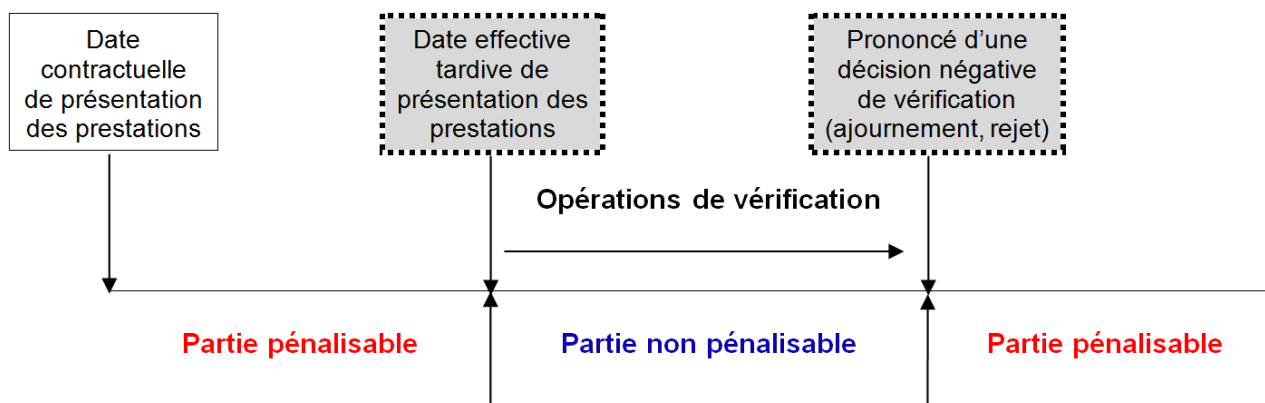 Date
contractuelle
de présentation
des prestations
Date effective
tardive de
présentation des
prestations
Prononcé d’une
décision négative
de vérification
(ajournement, rejet)
Opérations de vérification
Partie pénalisable
Partie non pénalisable
Partie pénalisable